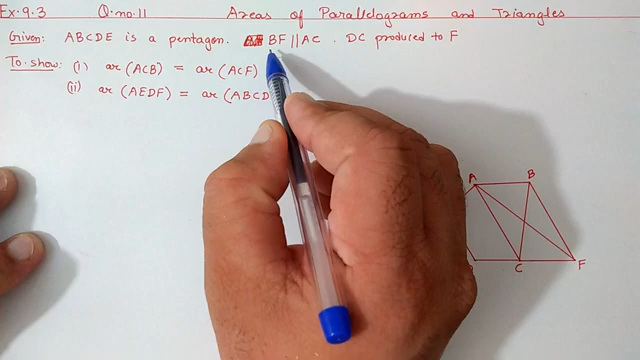 Ex-9.3 Q.no.11 Areas of Parallelograms and Triangles
Given: ABCDE is a pentagon. BF || AC. DC produced to F
To show: (i) ar(ACB) = ar(ACF)
(ii) ar(AEDF) = ar(ABCD
A B
C F